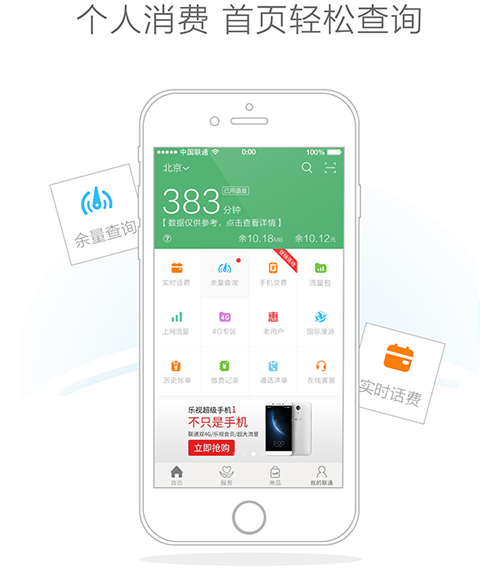 个人消费 首页轻松查询
中国联通 0:00 100%
北京
383 已用语音
分钟
【数据仅供参考，点击查看详情】
余10.18MB 余10.12元
余量查询
实时话费 余量查询 手机交费 流量包
上网流量 4G专区 老用户 国际漫游
实时话费
历史账单 缴费记录 通话详单 在线客服
乐视超级手机1
不只是手机
联通双4G/乐视会员/超大流量
立即抢购
首页 服务 商品 我的联通